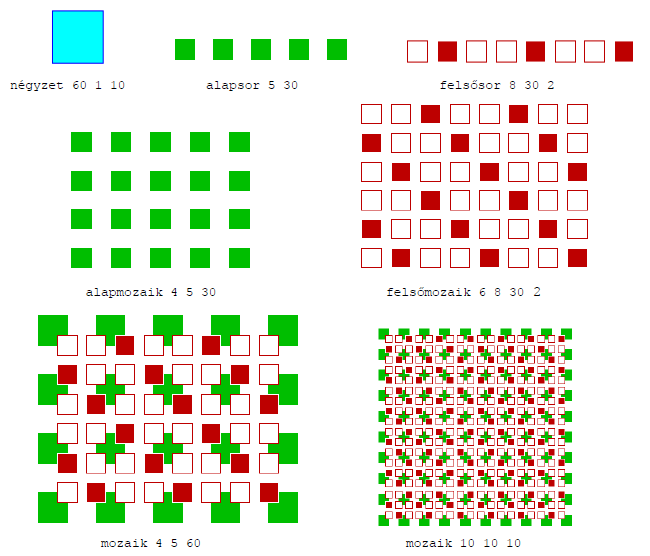 négyzet 60 1 10
alapsor 5 30
felsősor 8 30 2
alapmozaik 4 5 30
felsőmozaik 6 8 30 2
mozaik 4 5 60
mozaik 10 10 10